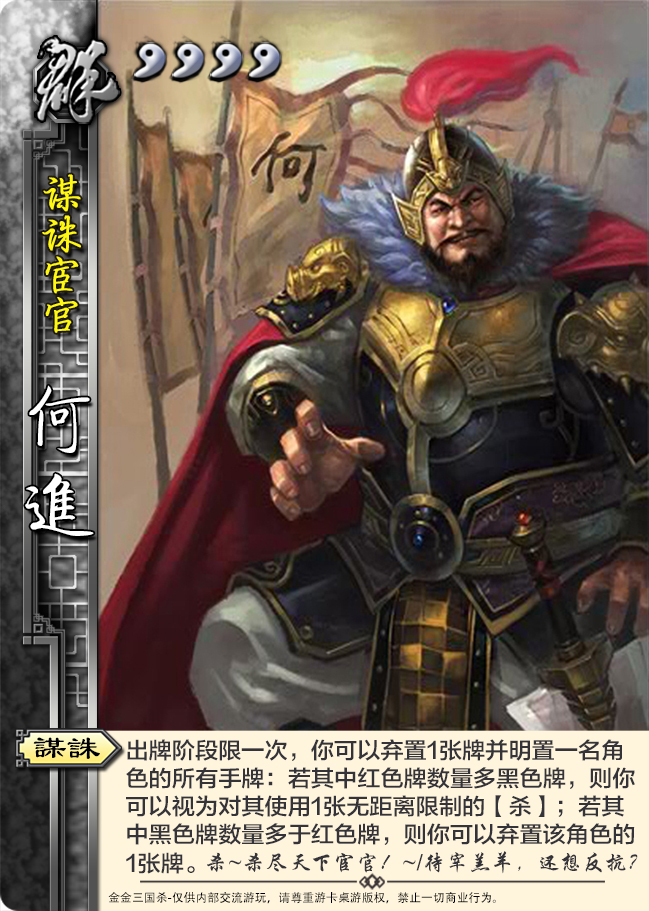 群
谋诛宦官
何進
何
謀誅
出牌阶段限一次，你可以弃置1张牌并明置一名角
色的所有手牌：若其中红色牌数量多黑色牌，则你
可以视为对其使用1张无距离限制的【杀】；若其
中黑色牌数量多于红色牌，则你可以弃置该角色的
1张牌。杀~杀尽天下宦官！~/待宰羔羊，还想反抗？
金金三国杀-仅供内部交流游玩，请尊重游卡桌游版权，禁止一切商业行为。